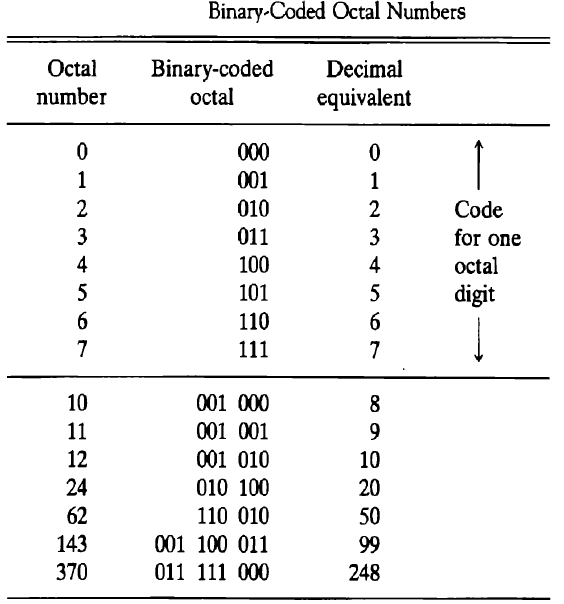 Binary-Coded Octal Numbers
Octal Binary-coded Decimal
number octal equivalent
0 000 0
1 001 1
2 010 2 Code
3 011 3 for one
4 100 4 octal
5 101 5 digit
6 110 6
7 111 7
10 001 000 8
11 001 001 9
12 001 010 10
24 010 100 20
62 110 010 50
143 001 100 011 99
370 011 111 000 248